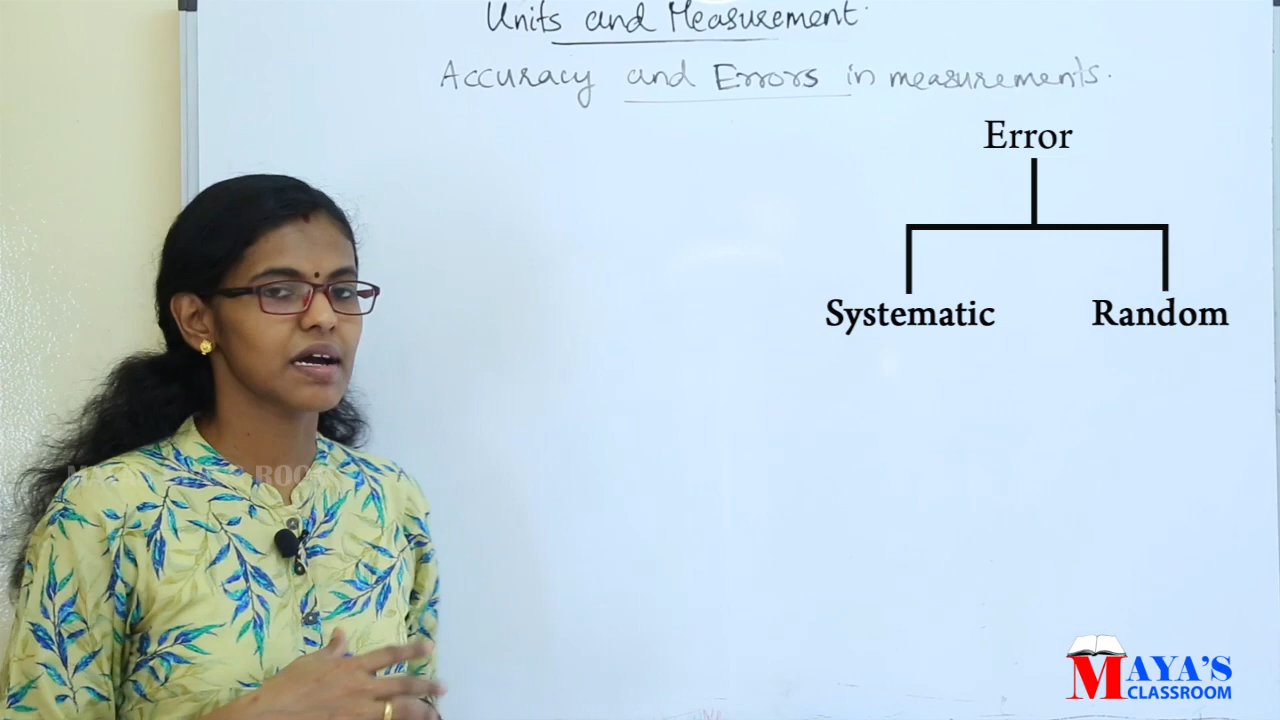 Units and Measurement.
Accuracy and Errors in measurements.
Error
Systematic Random
MAYA'S
CLASSROOM